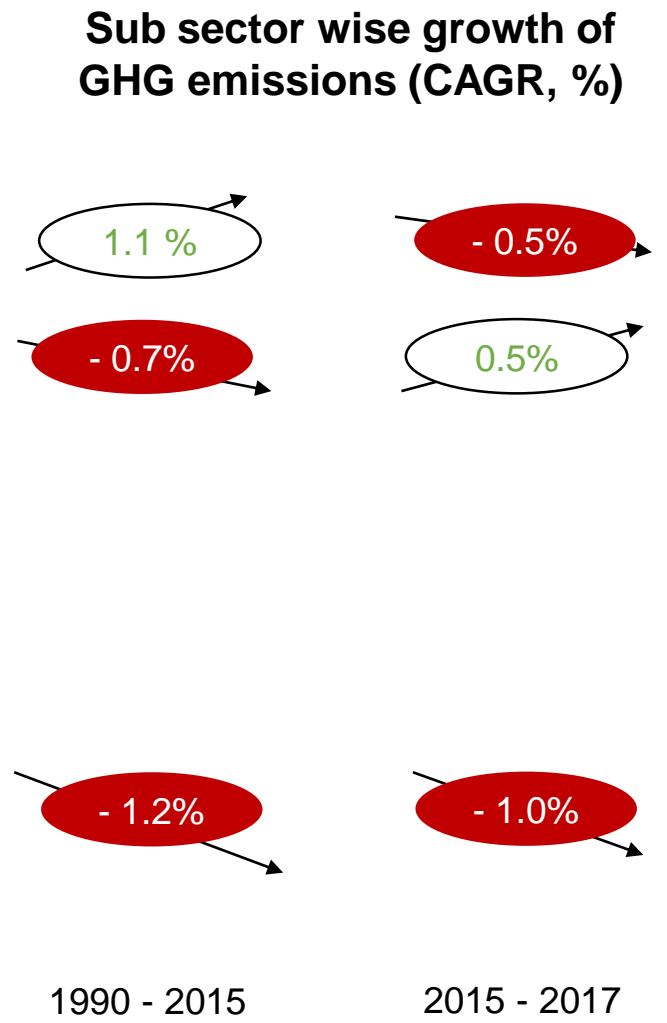 Sub sector wise growth of
GHG emissions (CAGR, %)
1.1 %
- 0.5%
- 0.7%
0.5%
- 1.2%
- 1.0%
1990 - 2015
2015 - 2017